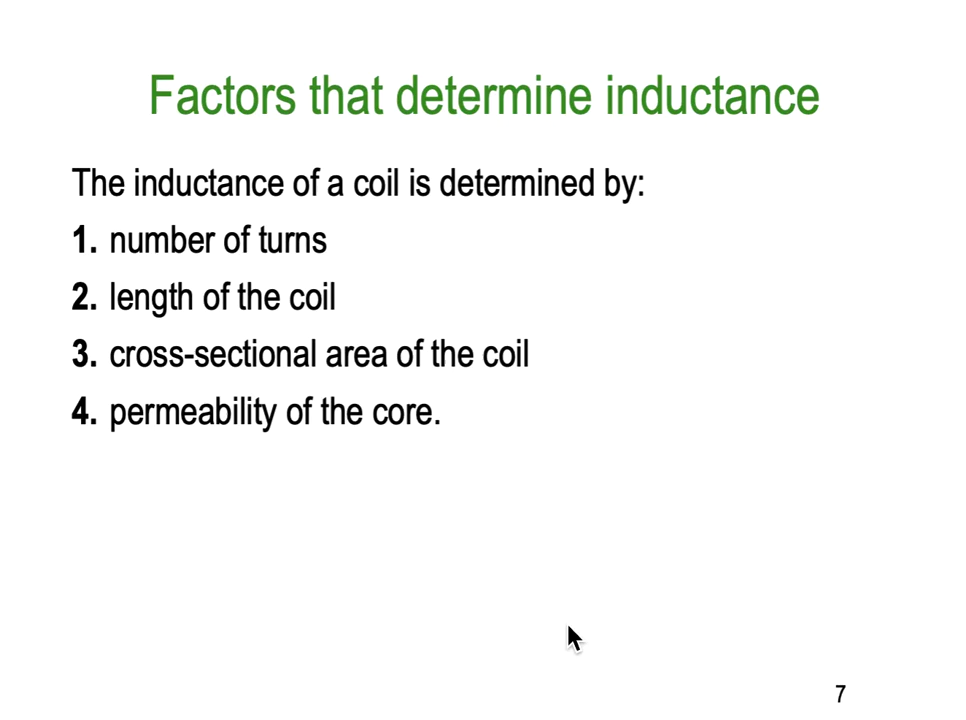 Factors that determine inductance
The inductance of a coil is determined by:
1. number of turns
2. length of the coil
3. cross-sectional area of the coil
4. permeability of the core.
7